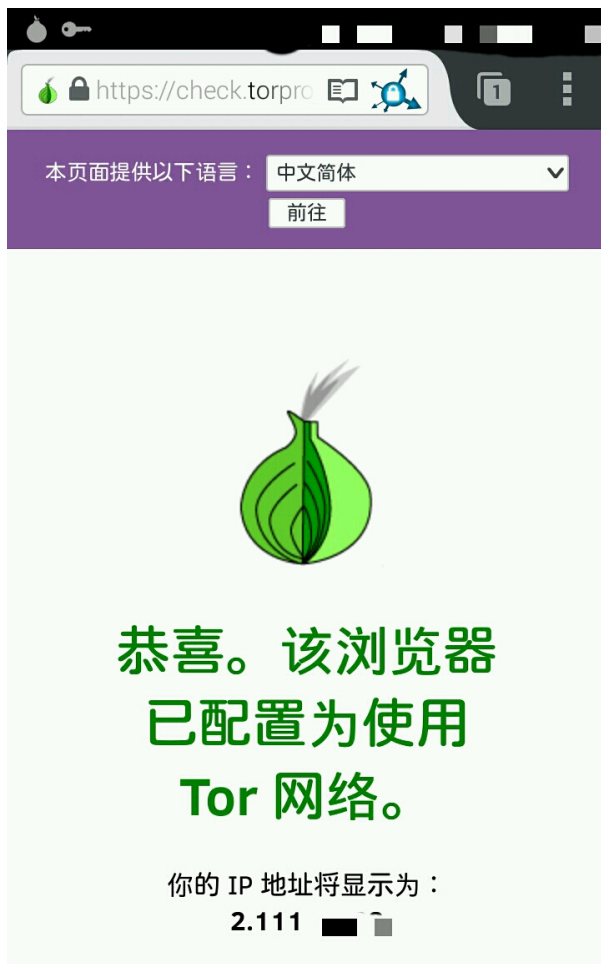 https://check.torpro
1
本页面提供以下语言：
中文简体
前往
恭喜。该浏览器
已配置为使用
Tor 网络。
你的 IP 地址将显示为：
2.111